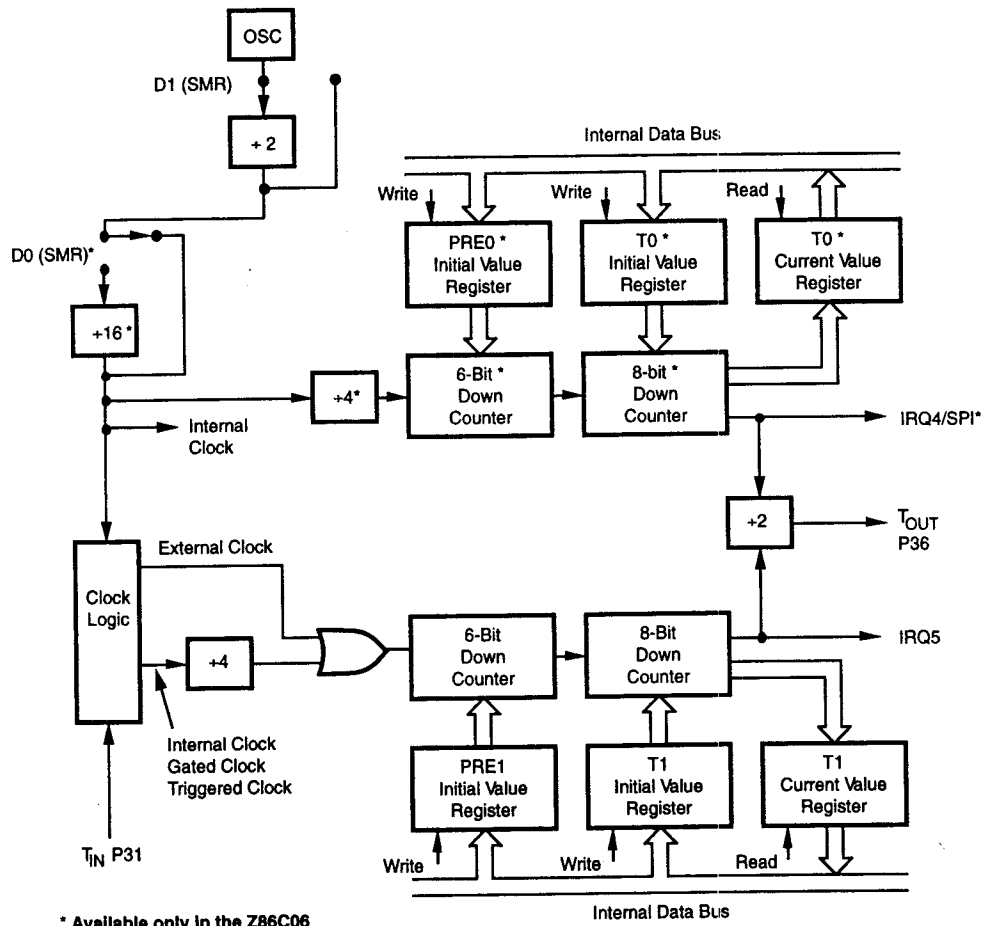 OSC
D1 (SMR)
+ 2
Internal Data Bus
Write
Write
Read
PRE0 *
Initial Value
Register
T0 *
Initial Value
Register
T0 *
Current Value
Register
D0 (SMR)*
+16 *
6-Bit *
Down
Counter
8-bit *
Down
Counter
+4*
Internal
Clock
IRQ4/SPI*
+2
TOUT
P36
External Clock
Clock
Logic
+4
6-Bit
Down
Counter
8-Bit
Down
Counter
IRQ5
Internal Clock
Gated Clock
Triggered Clock
PRE1
Initial Value
Register
T1
Initial Value
Register
T1
Current Value
Register
TIN P31
Write
Write
Read
Internal Data Bus
* Available only in the Z86C06